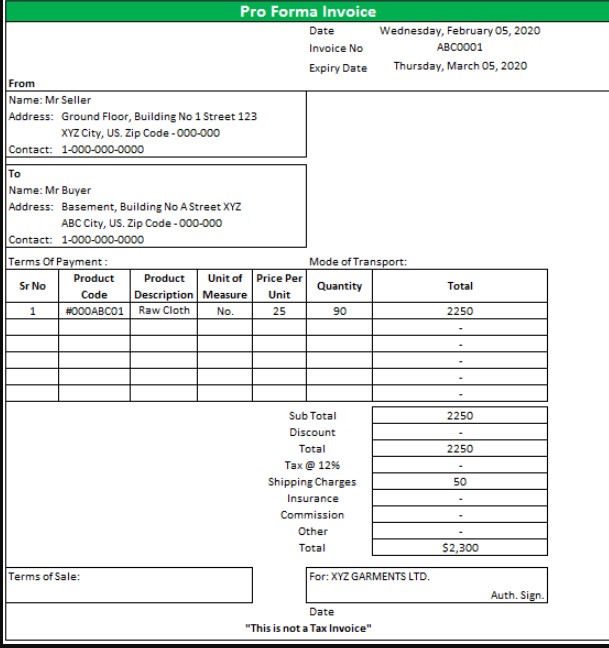 Pro Forma Invoice
Date Wednesday, February 05, 2020
Invoice No ABC0001
Expiry Date Thursday, March 05, 2020
From
Name: Mr Seller
Address: Ground Floor, Building No 1 Street 123
XYZ City, US. Zip Code - 000-000
Contact: 1-000-000-0000
To
Name: Mr Buyer
Address: Basement, Building No A Street XYZ
ABC City, US. Zip Code - 000-000
Contact: 1-000-000-0000
Terms Of Payment : Mode of Transport:
Sr No Product Code Product Description Unit of Measure Price Per Unit Quantity Total
1 #000ABC01 Raw Cloth No. 25 90 2250
-
-
-
-
-
Sub Total 2250
Discount -
Total 2250
Tax @ 12% -
Shipping Charges 50
Insurance -
Commission -
Other -
Total $2,300
Terms of Sale: For: XYZ GARMENTS LTD.
Auth. Sign.
Date
"This is not a Tax Invoice"